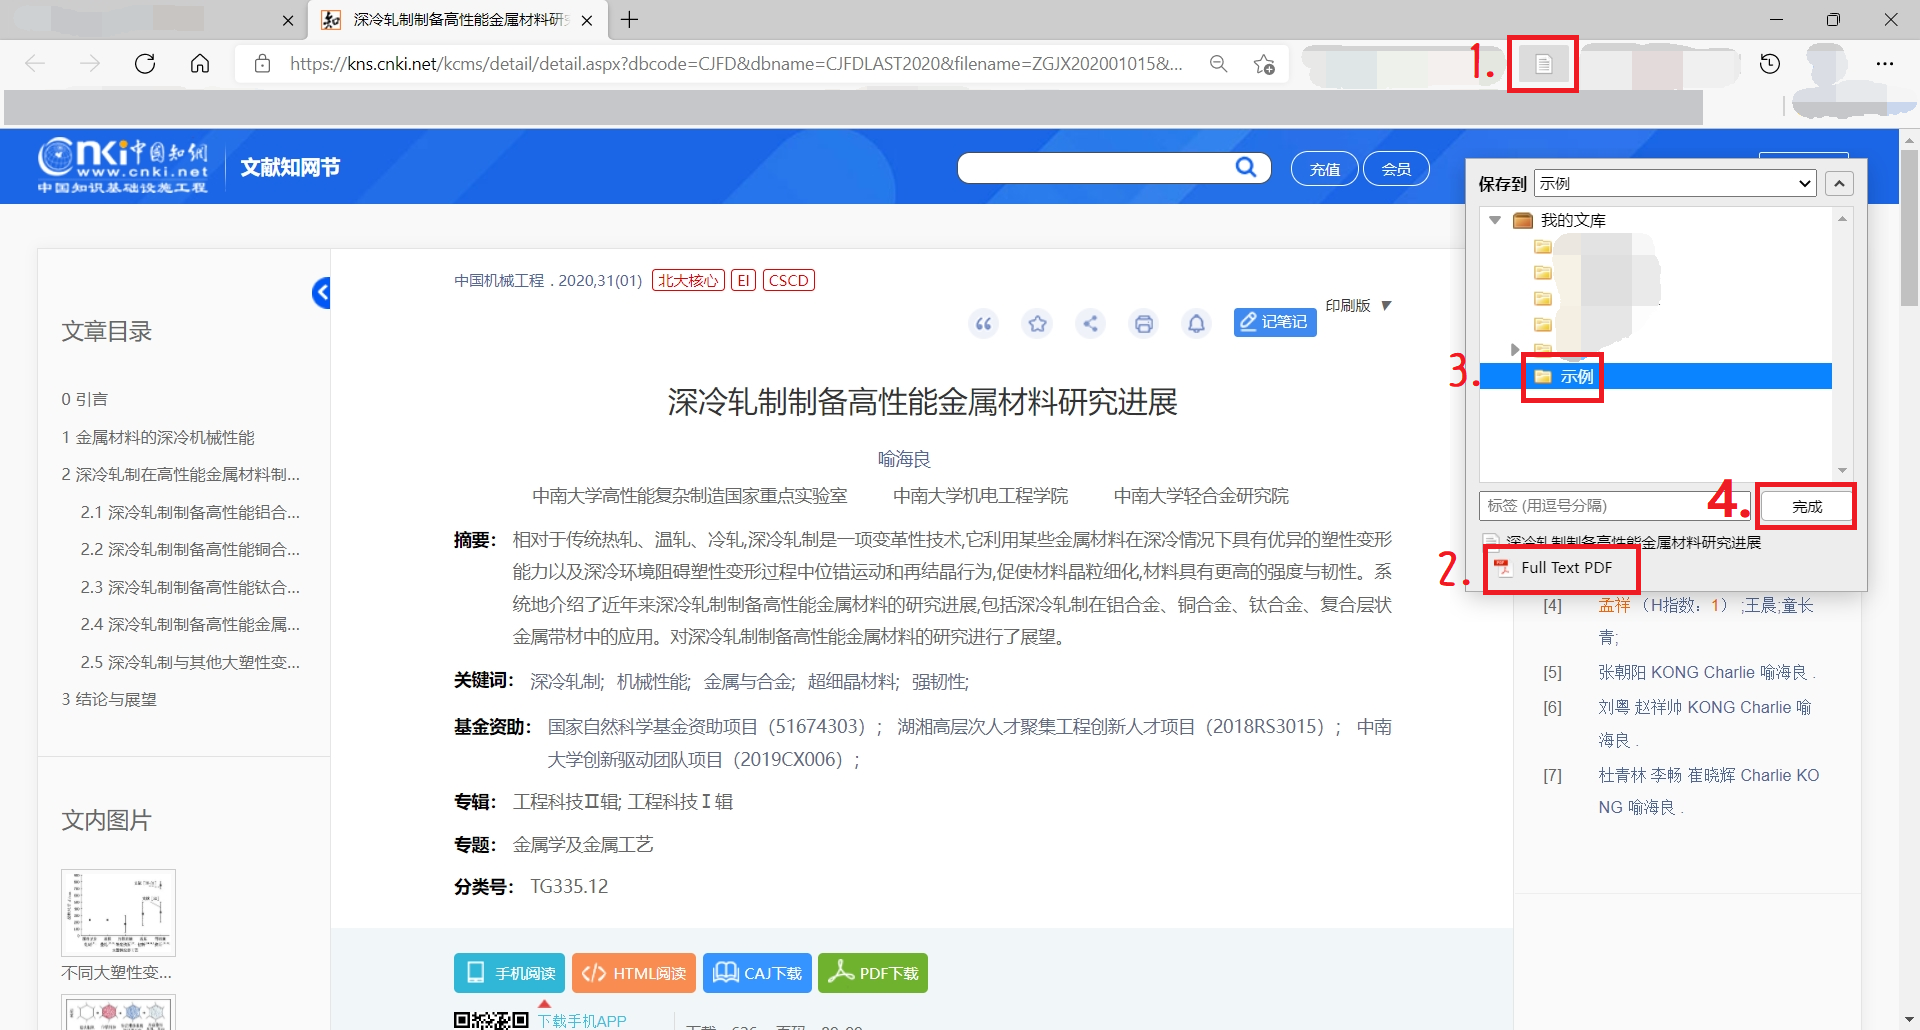 深冷轧制制备高性能金属材料研
1.
https://kns.cnki.net/kcms/detail/detail.aspx?dbcode=CJFD&dbname=CJFDLAST2020&filename=ZGJX202001015&...
cnki 中国知网
www.cnki.net
中国知识基础设施工程
文献知网节
充值
会员
保存到
示例
我的文库
3.
示例
标签 (用逗号分隔)
4.
完成
深冷轧制制备高性能金属材料研究进展
2.
Full Text PDF
文章目录
0 引言
1 金属材料的深冷机械性能
2 深冷轧制在高性能金属材料制...
2.1 深冷轧制制备高性能铝合...
2.2 深冷轧制制备高性能铜合...
2.3 深冷轧制制备高性能钛合...
2.4 深冷轧制制备高性能金属...
2.5 深冷轧制与其他大塑性变...
3 结论与展望
文内图片
不同大塑性变...
中国机械工程 . 2020,31(01) 北大核心 EI CSCD
记笔记
印刷版
深冷轧制制备高性能金属材料研究进展
喻海良
中南大学高性能复杂制造国家重点实验室 中南大学机电工程学院 中南大学轻合金研究院
摘要： 相对于传统热轧、温轧、冷轧,深冷轧制是一项变革性技术,它利用某些金属材料在深冷情况下具有优异的塑性变形
能力以及深冷环境阻碍塑性变形过程中位错运动和再结晶行为,促使材料晶粒细化,材料具有更高的强度与韧性。系
统地介绍了近年来深冷轧制制备高性能金属材料的研究进展,包括深冷轧制在铝合金、铜合金、钛合金、复合层状
金属带材中的应用。对深冷轧制制备高性能金属材料的研究进行了展望。
关键词： 深冷轧制; 机械性能; 金属与合金; 超细晶材料; 强韧性;
基金资助： 国家自然科学基金资助项目（51674303）; 湖湘高层次人才聚集工程创新人才项目（2018RS3015）; 中南
大学创新驱动团队项目（2019CX006）;
专辑： 工程科技Ⅱ辑; 工程科技Ⅰ辑
专题： 金属学及金属工艺
分类号： TG335.12
手机阅读
HTML阅读
CAJ下载
PDF下载
下载手机APP
[4] 孟祥（H指数：1）;王晨;童长
青;
[5] 张朝阳 KONG Charlie 喻海良 .
[6] 刘粤 赵祥帅 KONG Charlie 喻
海良 .
[7] 杜青林 李畅 崔晓辉 Charlie KO
NG 喻海良 .